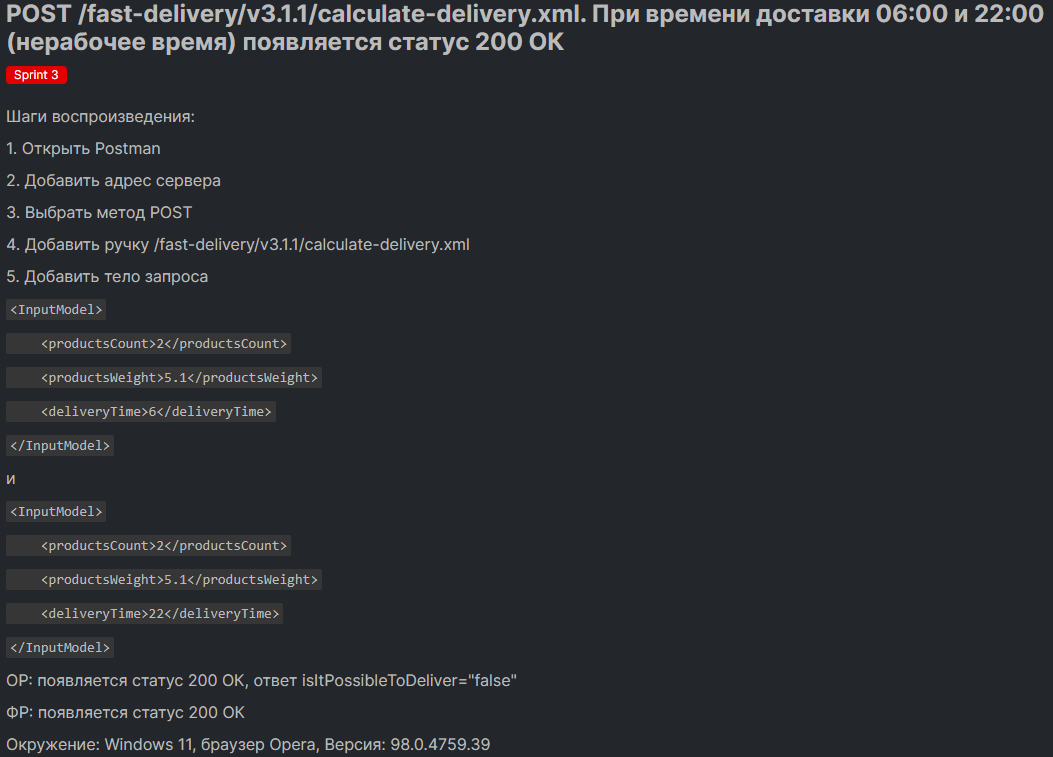 POST /fast-delivery/v3.1.1/calculate-delivery.xml. При времени доставки 06:00 и 22:00
(нерабочее время) появляется статус 200 ОК
Sprint 3
Шаги воспроизведения:
1. Открыть Postman
2. Добавить адрес сервера
3. Выбрать метод POST
4. Добавить ручку /fast-delivery/v3.1.1/calculate-delivery.xml
5. Добавить тело запроса
<InputModel>
    <productsCount>2</productsCount>
    <productsWeight>5.1</productsWeight>
    <deliveryTime>6</deliveryTime>
</InputModel>
и
<InputModel>
    <productsCount>2</productsCount>
    <productsWeight>5.1</productsWeight>
    <deliveryTime>22</deliveryTime>
</InputModel>
ОР: появляется статус 200 ОК, ответ isItPossibleToDeliver="false"
ФР: появляется статус 200 ОК
Окружение: Windows 11, браузер Opera, Версия: 98.0.4759.39